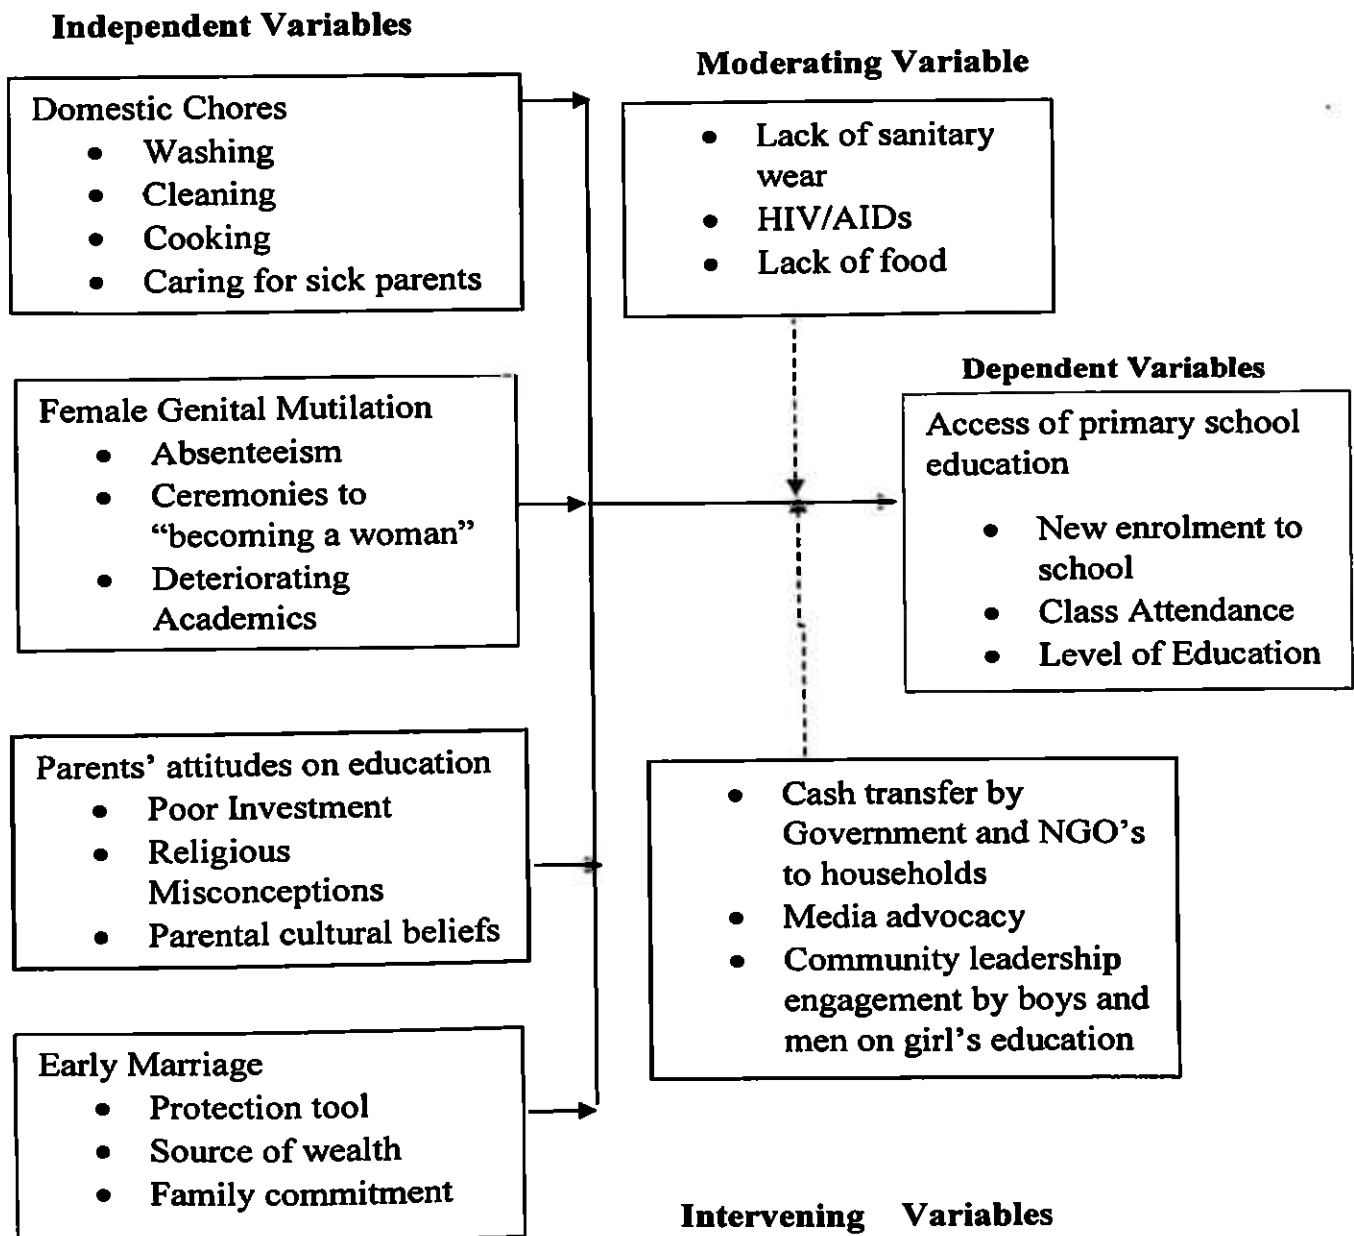 Independent Variables
Domestic Chores
• Washing
• Cleaning
• Cooking
• Caring for sick parents
Female Genital Mutilation
• Absenteeism
• Ceremonies to
“becoming a woman”
• Deteriorating
Academics
Parents’ attitudes on education
• Poor Investment
• Religious
Misconceptions
• Parental cultural beliefs
Early Marriage
• Protection tool
• Source of wealth
• Family commitment
Moderating Variable
• Lack of sanitary
wear
• HIV/AIDs
• Lack of food
Dependent Variables
Access of primary school
education
• New enrolment to
school
• Class Attendance
• Level of Education
• Cash transfer by
Government and NGO’s
to households
• Media advocacy
• Community leadership
engagement by boys and
men on girl’s education
Intervening Variables